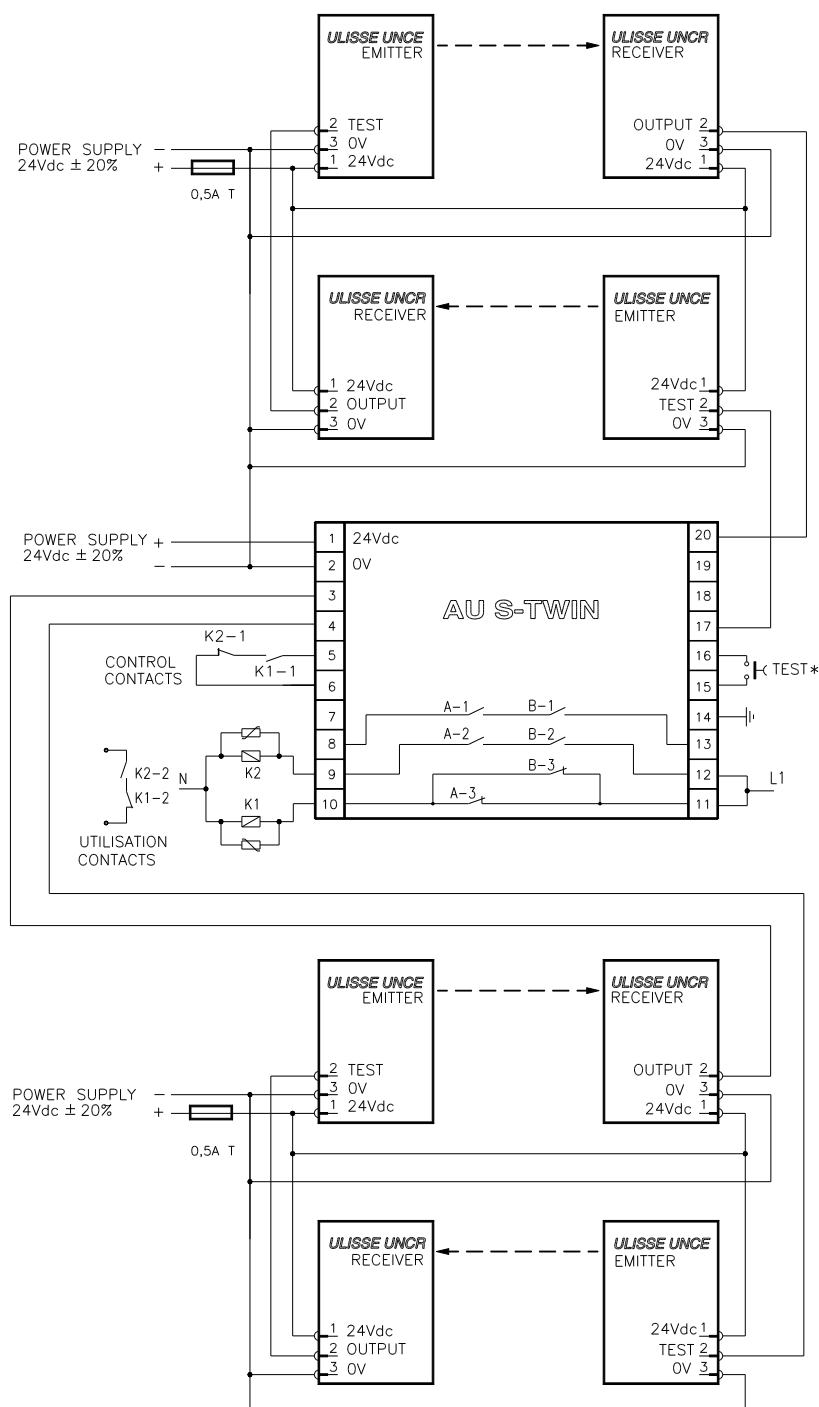 ULISSE UNCE
EMITTER
ULISSE UNCR
RECEIVER
2 TEST
3 0V
1 24Vdc
OUTPUT 2
0V 3
24Vdc 1
POWER SUPPLY −
24Vdc ± 20% +
0,5A T
ULISSE UNCR
RECEIVER
ULISSE UNCE
EMITTER
1 24Vdc
2 OUTPUT
3 0V
24Vdc 1
TEST 2
0V 3
POWER SUPPLY +
24Vdc ± 20% −
1 24Vdc
2 0V
3
4
5
6
7
8
9
10
AU S-TWIN
20
19
18
17
16
15
14
13
12
11
K2-1
K1-1
CONTROL
CONTACTS
TEST*
A-1 B-1
A-2 B-2
B-3
A-3
K2
K1
N
K2-2
K1-2
UTILISATION
CONTACTS
L1
ULISSE UNCE
EMITTER
ULISSE UNCR
RECEIVER
2 TEST
3 0V
1 24Vdc
OUTPUT 2
0V 3
24Vdc 1
POWER SUPPLY −
24Vdc ± 20% +
0,5A T
ULISSE UNCR
RECEIVER
ULISSE UNCE
EMITTER
1 24Vdc
2 OUTPUT
3 0V
24Vdc 1
TEST 2
0V 3